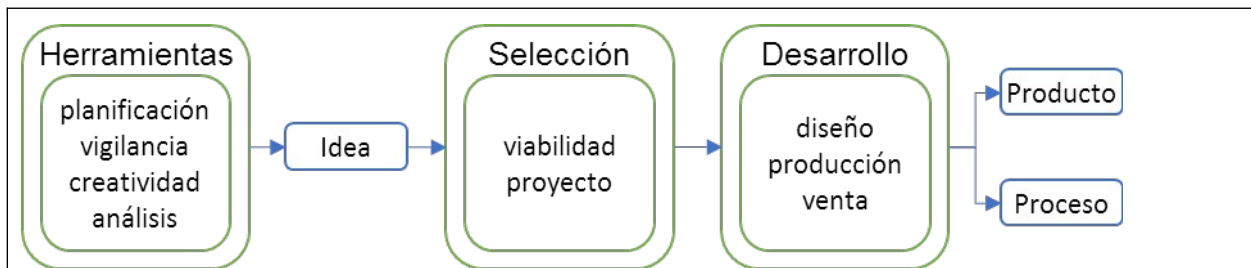 Herramientas
planificación
vigilancia
creatividad
análisis
Idea
Selección
viabilidad
proyecto
Desarrollo
diseño
producción
venta
Producto
Proceso